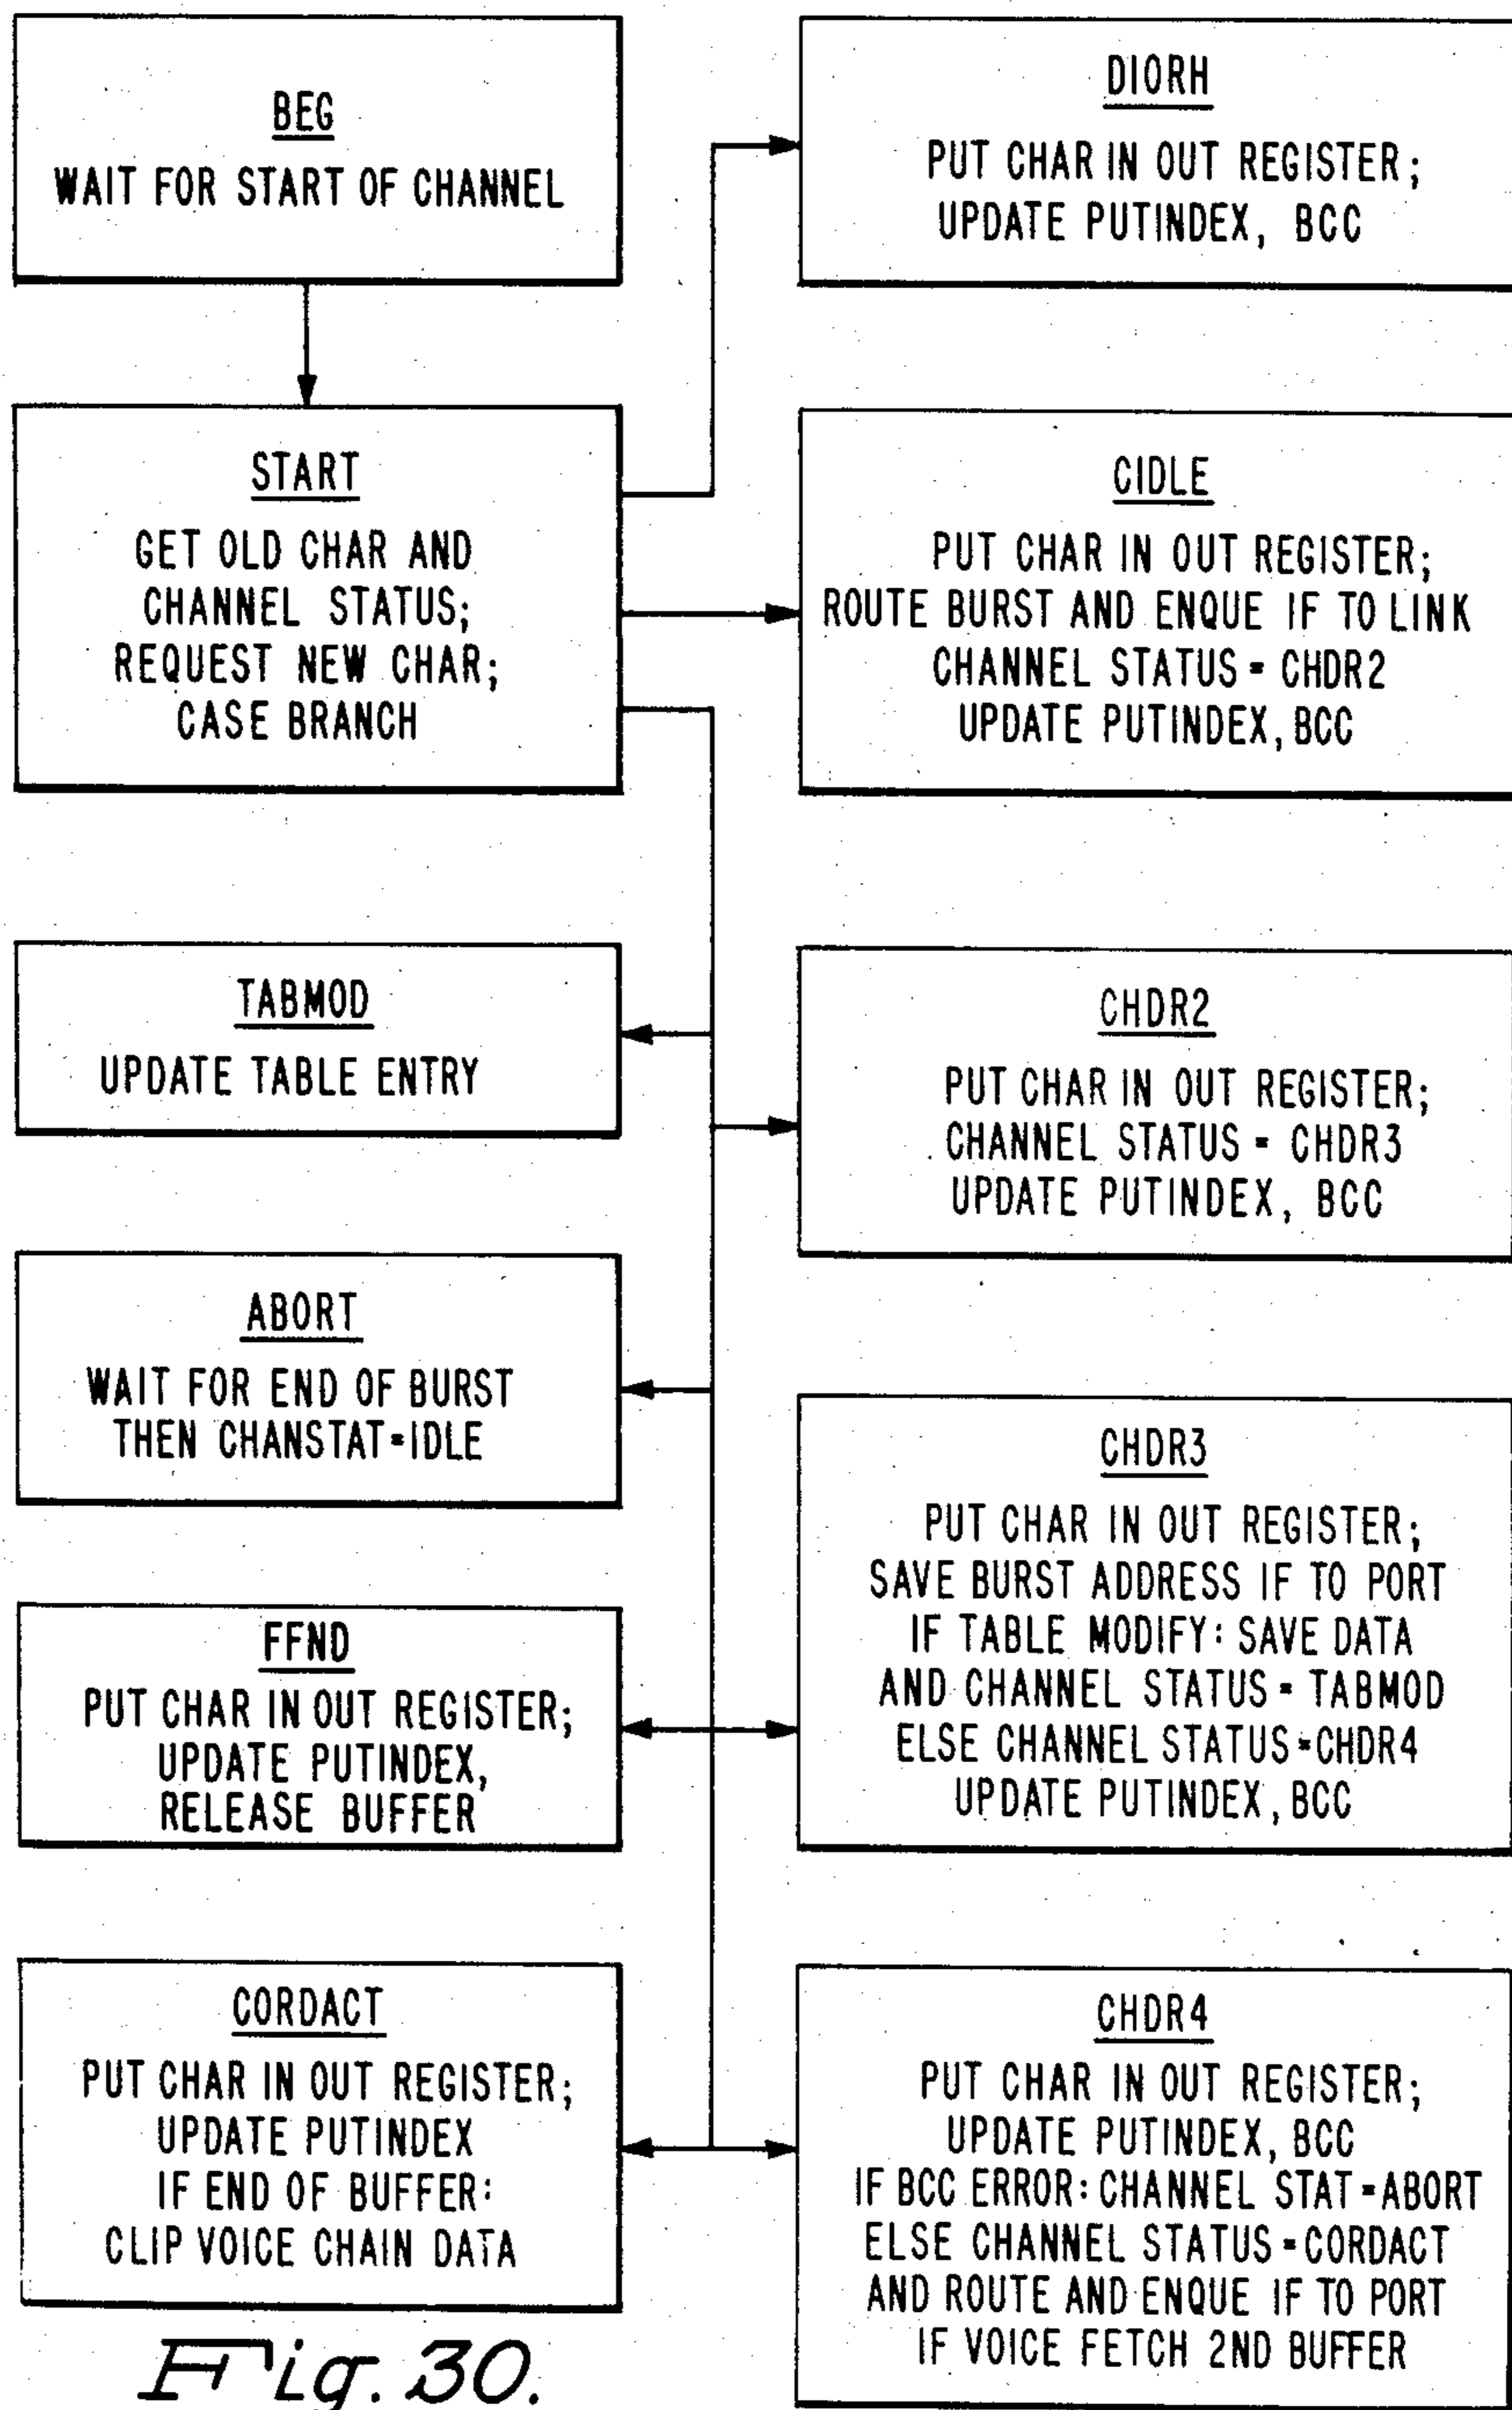 BEG
WAIT FOR START OF CHANNEL
START
GET OLD CHAR AND
CHANNEL STATUS;
REQUEST NEW CHAR;
CASE BRANCH
DIORH
PUT CHAR IN OUT REGISTER;
UPDATE PUTINDEX, BCC
CIDLE
PUT CHAR IN OUT REGISTER;
ROUTE BURST AND ENQUE IF TO LINK
CHANNEL STATUS = CHDR2
UPDATE PUTINDEX, BCC
TABMOD
UPDATE TABLE ENTRY
CHDR2
PUT CHAR IN OUT REGISTER;
CHANNEL STATUS = CHDR3
UPDATE PUTINDEX, BCC
ABORT
WAIT FOR END OF BURST
THEN CHANSTAT=IDLE
CHDR3
PUT CHAR IN OUT REGISTER;
SAVE BURST ADDRESS IF TO PORT
IF TABLE MODIFY: SAVE DATA
AND CHANNEL STATUS = TABMOD
ELSE CHANNEL STATUS=CHDR4
UPDATE PUTINDEX, BCC
FFND
PUT CHAR IN OUT REGISTER;
UPDATE PUTINDEX,
RELEASE BUFFER
CORDACT
PUT CHAR IN OUT REGISTER;
UPDATE PUTINDEX
IF END OF BUFFER:
CLIP VOICE CHAIN DATA
CHDR4
PUT CHAR IN OUT REGISTER;
UPDATE PUTINDEX, BCC
IF BCC ERROR: CHANNEL STAT=ABORT
ELSE CHANNEL STATUS=CORDACT
AND ROUTE AND ENQUE IF TO PORT
IF VOICE FETCH 2ND BUFFER
Fig. 30.